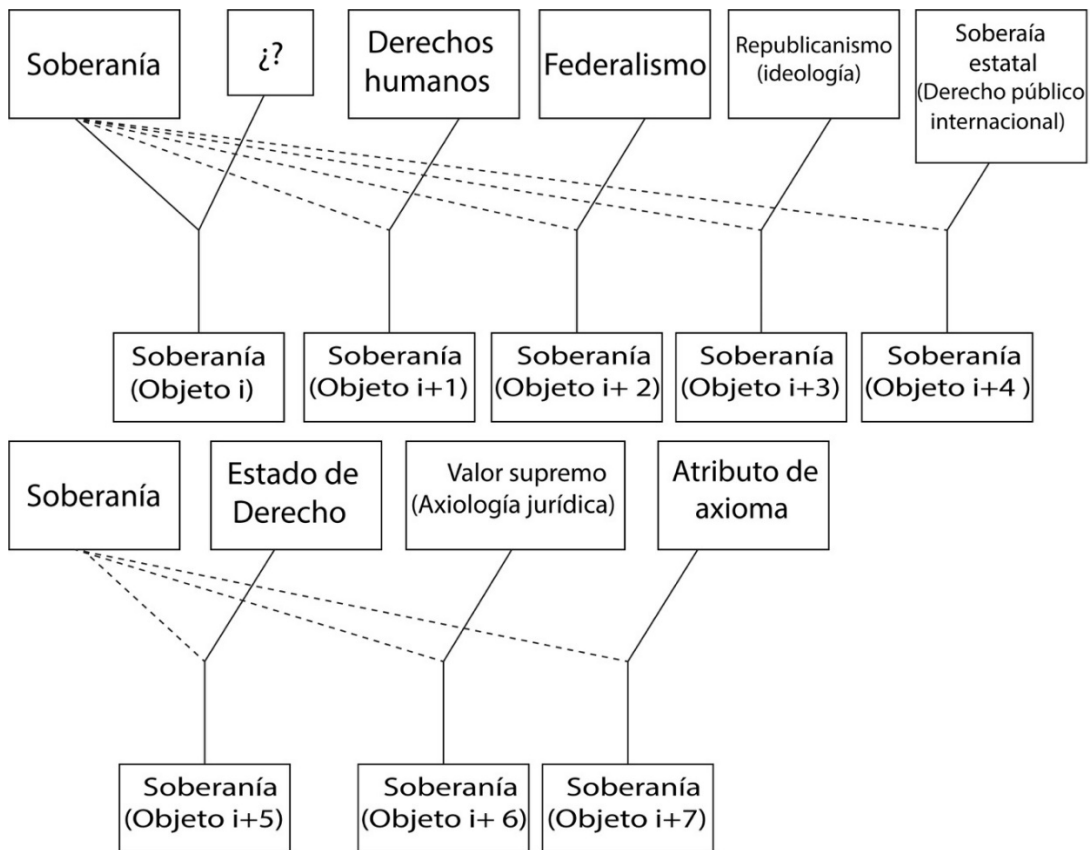 Soberanía
¿?
Derechos
humanos
Federalismo
Republicanismo
(ideología)
Soberaía
estatal
(Derecho público
internacional)
Soberanía
(Objeto i)
Soberanía
(Objeto i+1)
Soberanía
(Objeto i+ 2)
Soberanía
(Objeto i+3)
Soberanía
(Objeto i+4 )
Soberanía
Estado de
Derecho
Valor supremo
(Axiología jurídica)
Atributo de
axioma
Soberanía
(Objeto i+5)
Soberanía
(Objeto i+ 6)
Soberanía
(Objeto i+7)